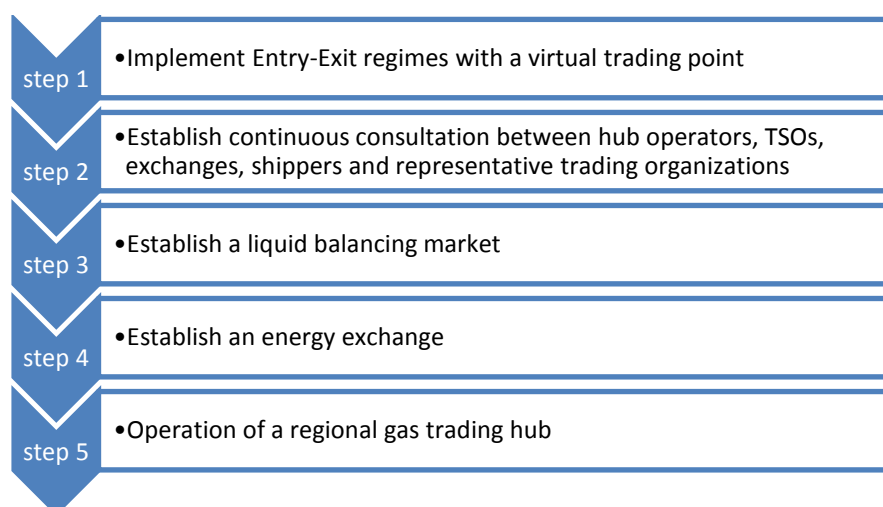 step 1
•Implement Entry-Exit regimes with a virtual trading point
step 2
•Establish continuous consultation between hub operators, TSOs,
exchanges, shippers and representative trading organizations
step 3
•Establish a liquid balancing market
step 4
•Establish an energy exchange
step 5
•Operation of a regional gas trading hub